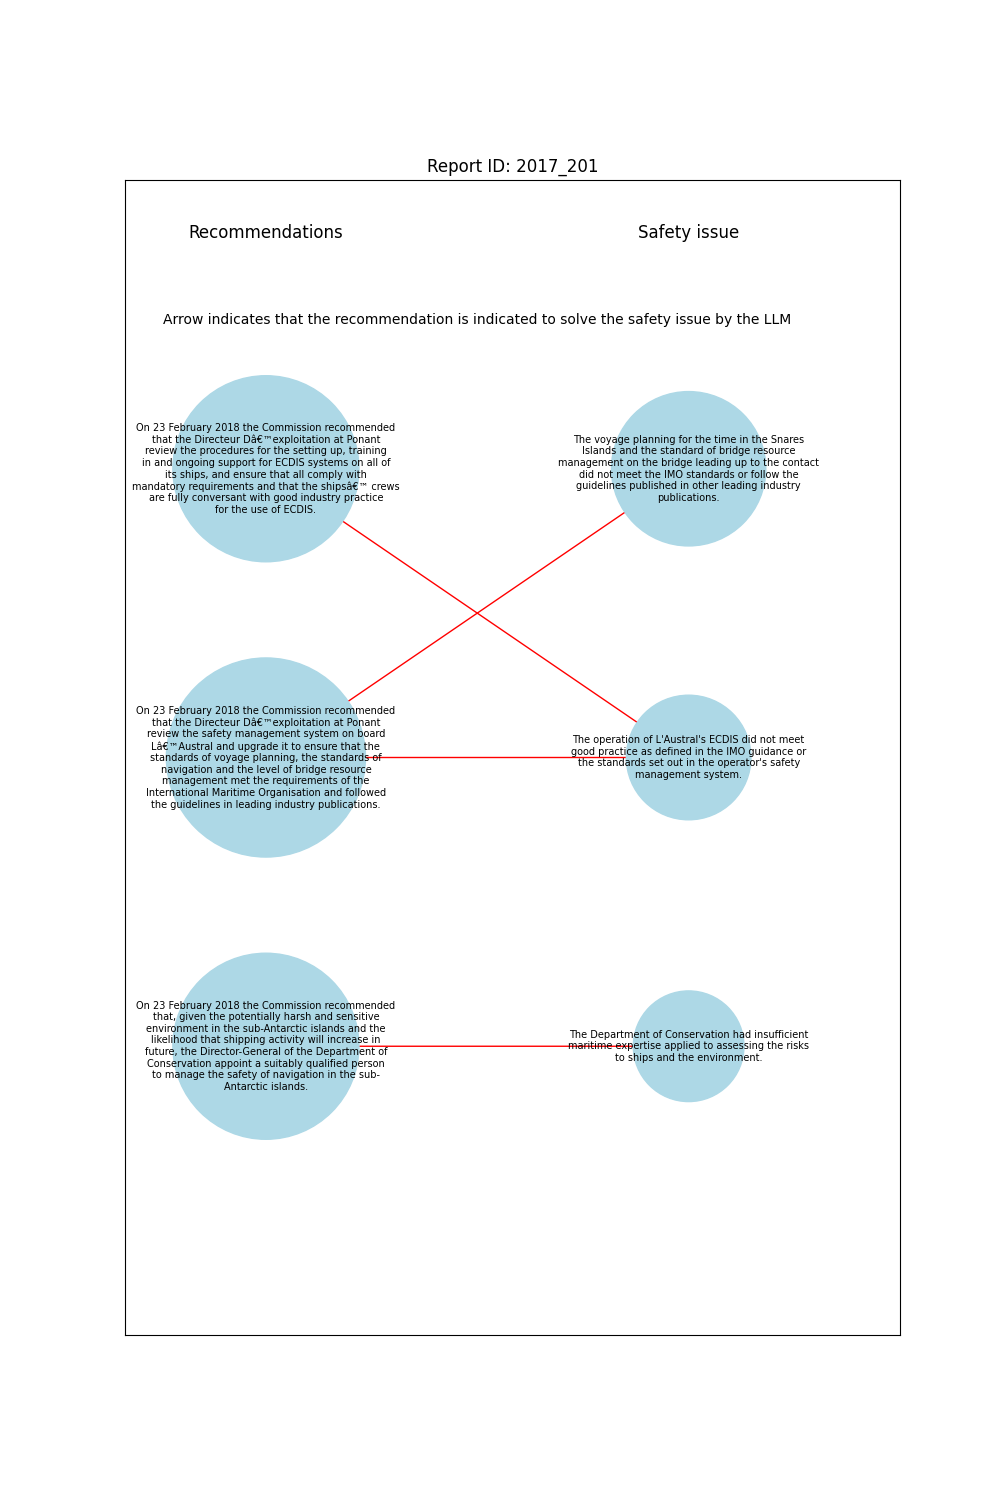 Report ID: 2017_201
Recommendations
Safety issue
Arrow indicates that the recommendation is indicated to solve the safety issue by the LLM
On 23 February 2018 the Commission recommended
that the Directeur Dâ€™exploitation at Ponant
review the procedures for the setting up, training
in and ongoing support for ECDIS systems on all of
its ships, and ensure that all comply with
mandatory requirements and that the shipsâ€™ crews
are fully conversant with good industry practice
for the use of ECDIS.
The voyage planning for the time in the Snares
Islands and the standard of bridge resource
management on the bridge leading up to the contact
did not meet the IMO standards or follow the
guidelines published in other leading industry
publications.
On 23 February 2018 the Commission recommended
that the Directeur Dâ€™exploitation at Ponant
review the safety management system on board
Lâ€™Austral and upgrade it to ensure that the
standards of voyage planning, the standards of
navigation and the level of bridge resource
management met the requirements of the
International Maritime Organisation and followed
the guidelines in leading industry publications.
The operation of L'Austral's ECDIS did not meet
good practice as defined in the IMO guidance or
the standards set out in the operator's safety
management system.
On 23 February 2018 the Commission recommended
that, given the potentially harsh and sensitive
environment in the sub-Antarctic islands and the
likelihood that shipping activity will increase in
future, the Director-General of the Department of
Conservation appoint a suitably qualified person
to manage the safety of navigation in the sub-
Antarctic islands.
The Department of Conservation had insufficient
maritime expertise applied to assessing the risks
to ships and the environment.